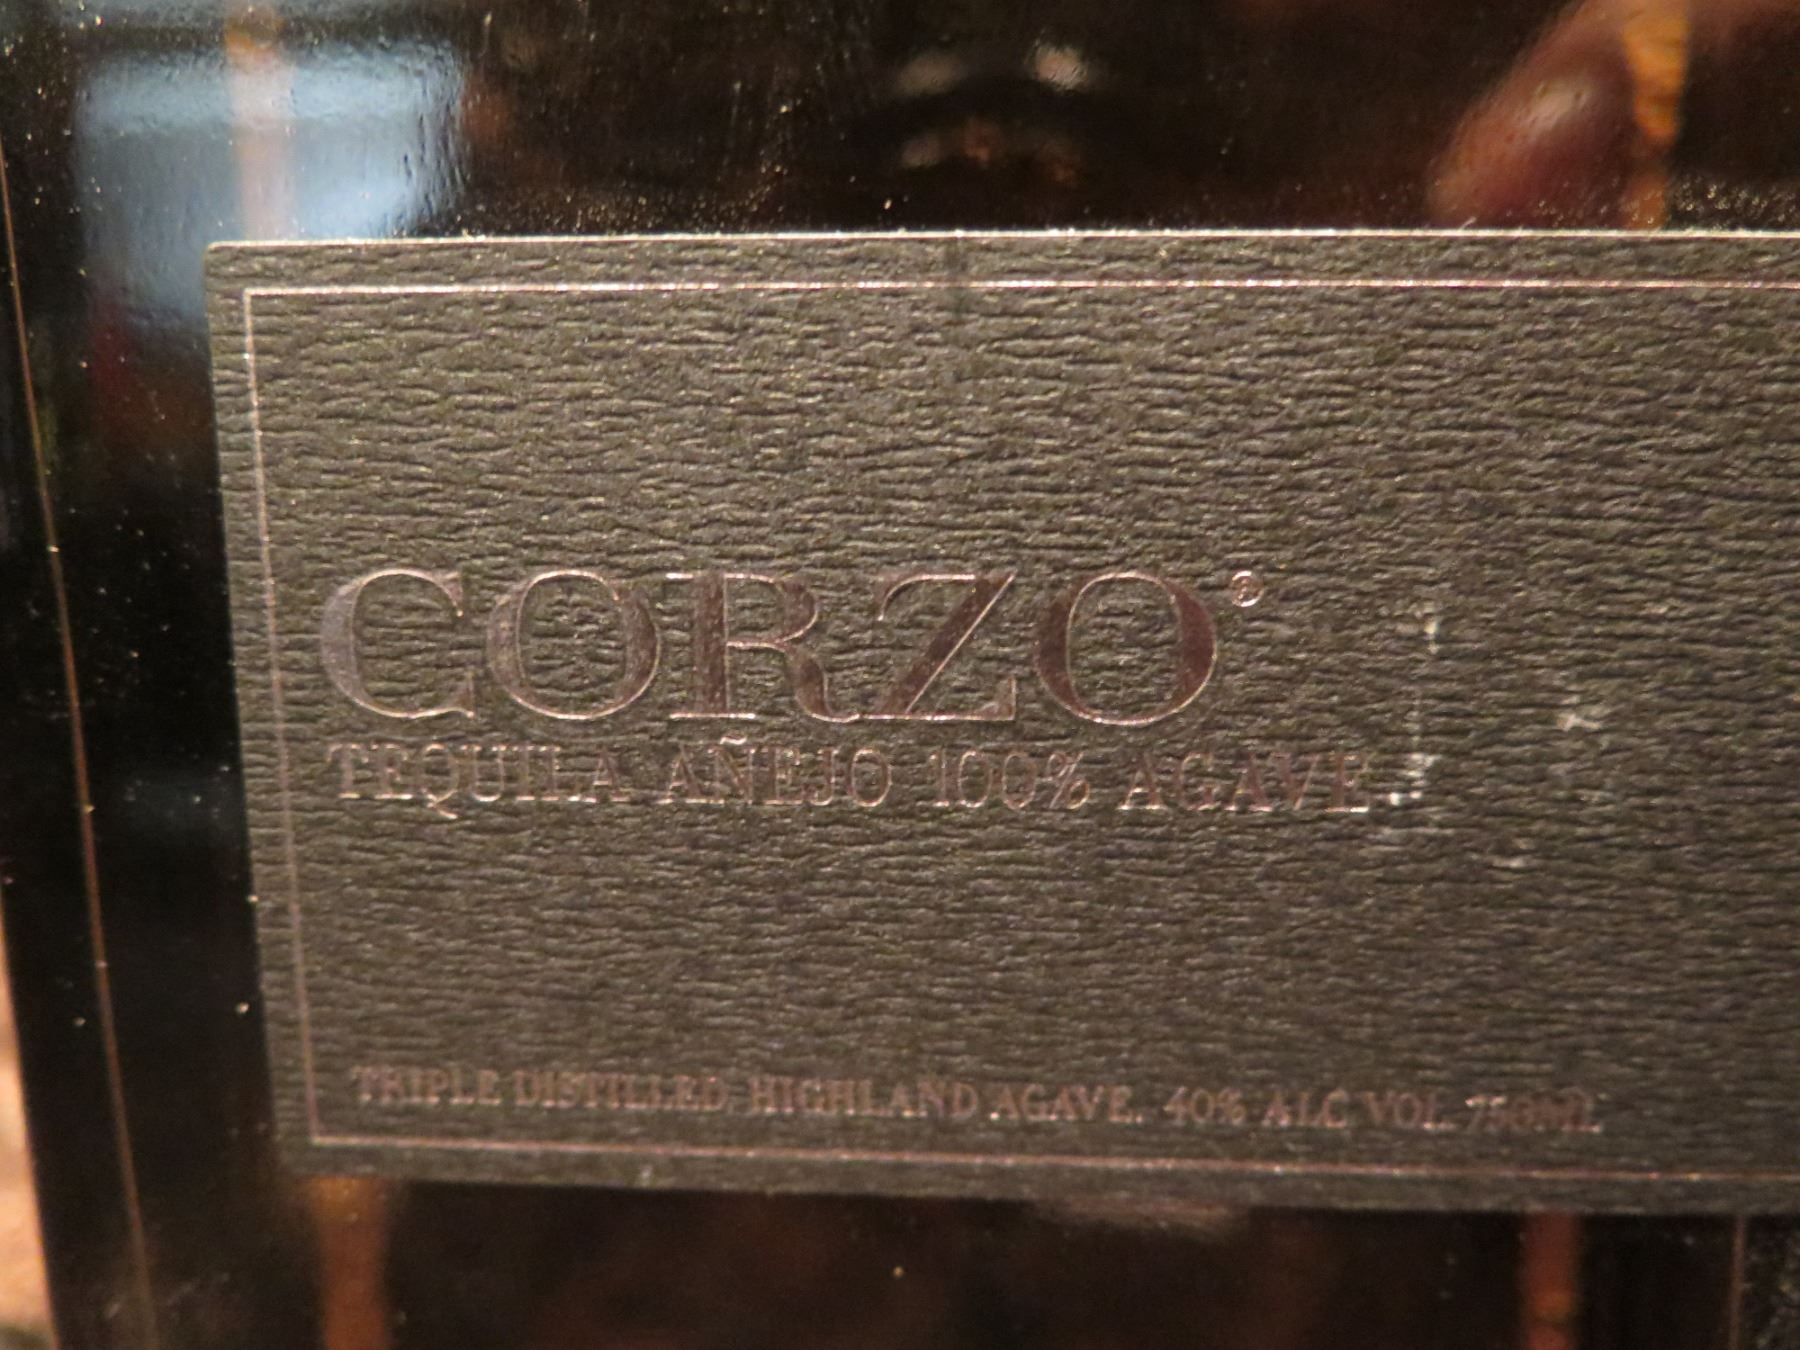 CORZO®
TEQUILA AÑEJO 100% AGAVE
TRIPLE DISTILLED, HIGHLAND AGAVE. 40% ALC VOL. 750ML